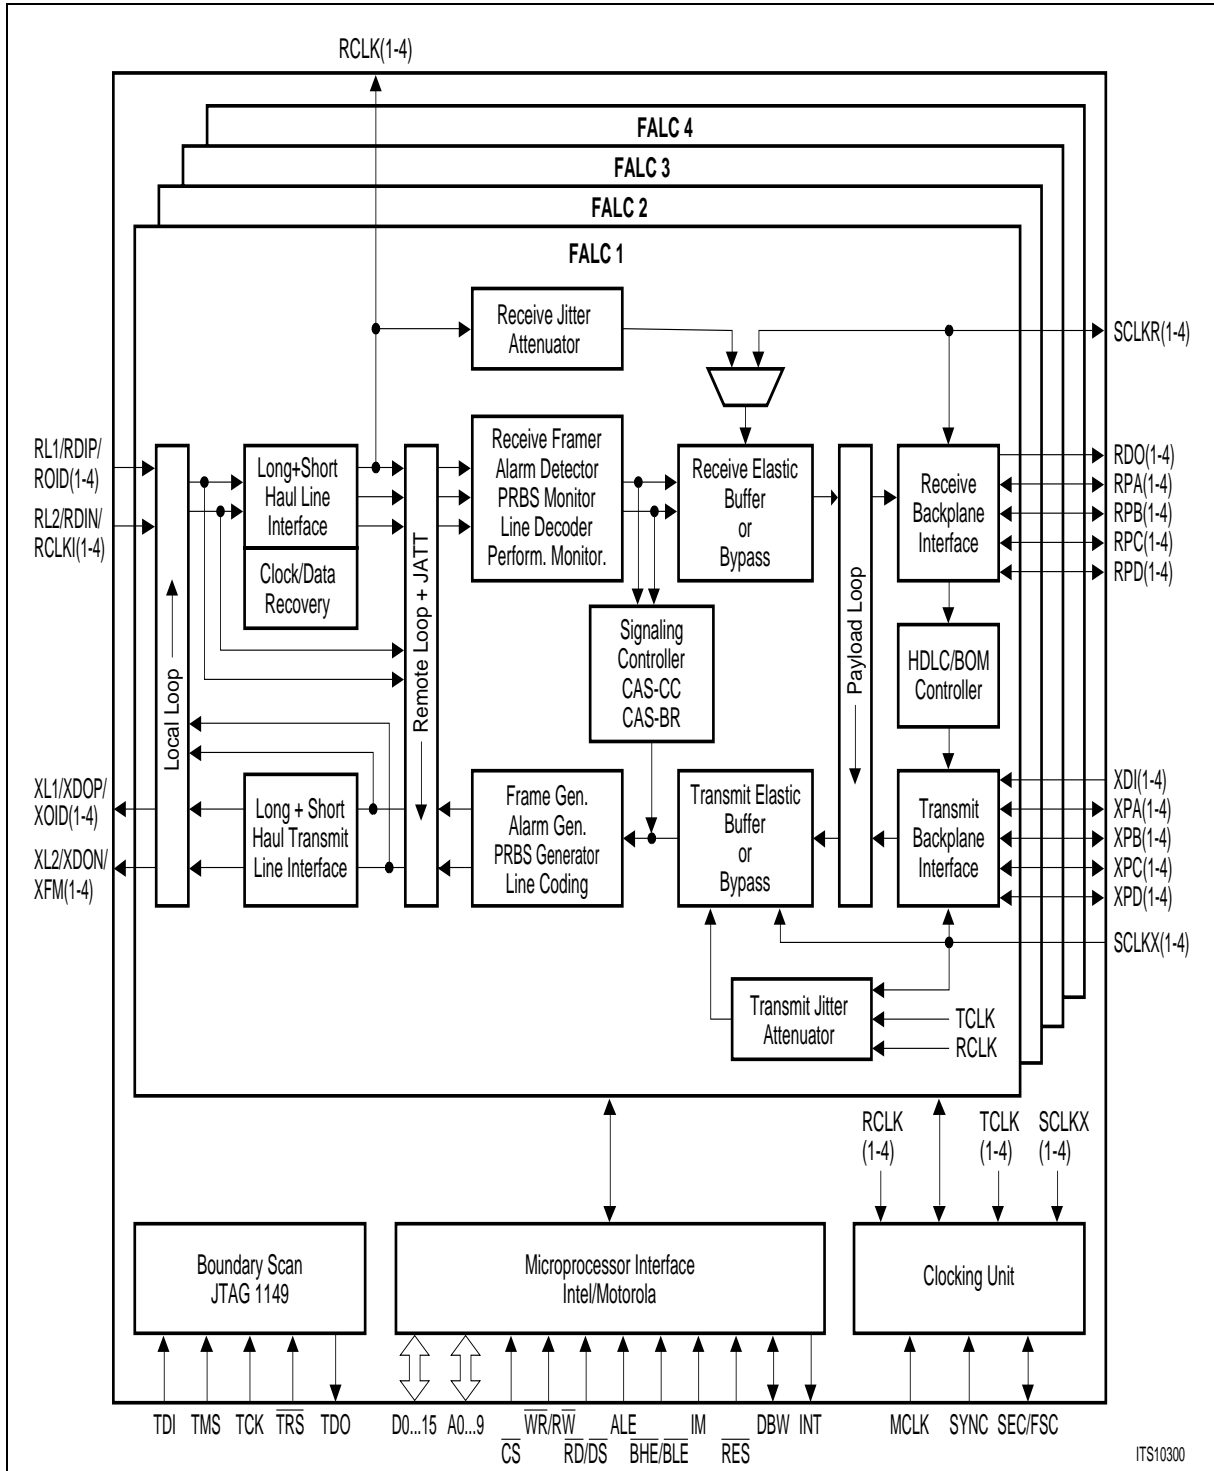 RCLK(1-4)
FALC 4
FALC 3
FALC 2
FALC 1
Receive Jitter
Attenuator
SCLKR(1-4)
RL1/RDIP/
ROID(1-4)
RL2/RDIN/
RCLKI(1-4)
Local Loop
Long+Short
Haul Line
Interface
Clock/Data
Recovery
Remote Loop + JATT
Receive Framer
Alarm Detector
PRBS Monitor
Line Decoder
Perform. Monitor.
Receive Elastic
Buffer
or
Bypass
Payload Loop
Receive
Backplane
Interface
RDO(1-4)
RPA(1-4)
RPB(1-4)
RPC(1-4)
RPD(1-4)
Signaling
Controller
CAS-CC
CAS-BR
HDLC/BOM
Controller
XL1/XDOP/
XOID(1-4)
XL2/XDON/
XFM(1-4)
Long + Short
Haul Transmit
Line Interface
Frame Gen.
Alarm Gen.
PRBS Generator
Line Coding
Transmit Elastic
Buffer
or
Bypass
Transmit
Backplane
Interface
XDI(1-4)
XPA(1-4)
XPB(1-4)
XPC(1-4)
XPD(1-4)
SCLKX(1-4)
Transmit Jitter
Attenuator
TCLK
RCLK
RCLK
(1-4)
TCLK
(1-4)
SCLKX
(1-4)
Boundary Scan
JTAG 1149
Microprocessor Interface
Intel/Motorola
Clocking Unit
TDI
TMS
TCK
TRS
TDO
D0...15
A0...9
CS
WR/RW
RD/DS
ALE
BHE/BLE
IM
RES
DBW
INT
MCLK
SYNC
SEC/FSC
ITS10300